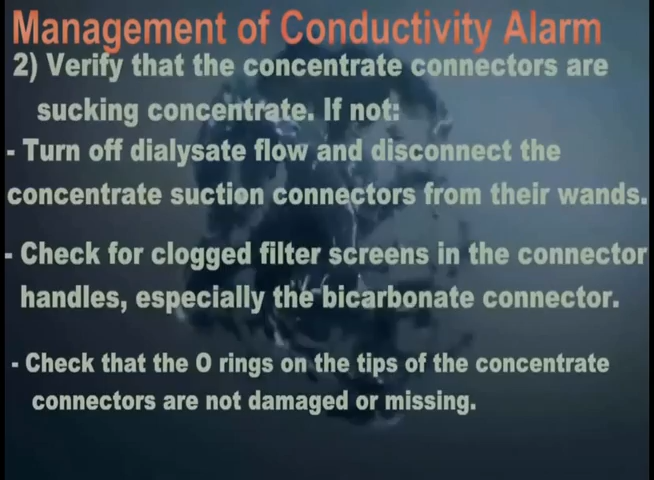 Management of Conductivity Alarm
2) Verify that the concentrate connectors are
sucking concentrate. If not:
- Turn off dialysate flow and disconnect the
concentrate suction connectors from their wands.
- Check for clogged filter screens in the connector
handles, especially the bicarbonate connector.
- Check that the O rings on the tips of the concentrate
connectors are not damaged or missing.